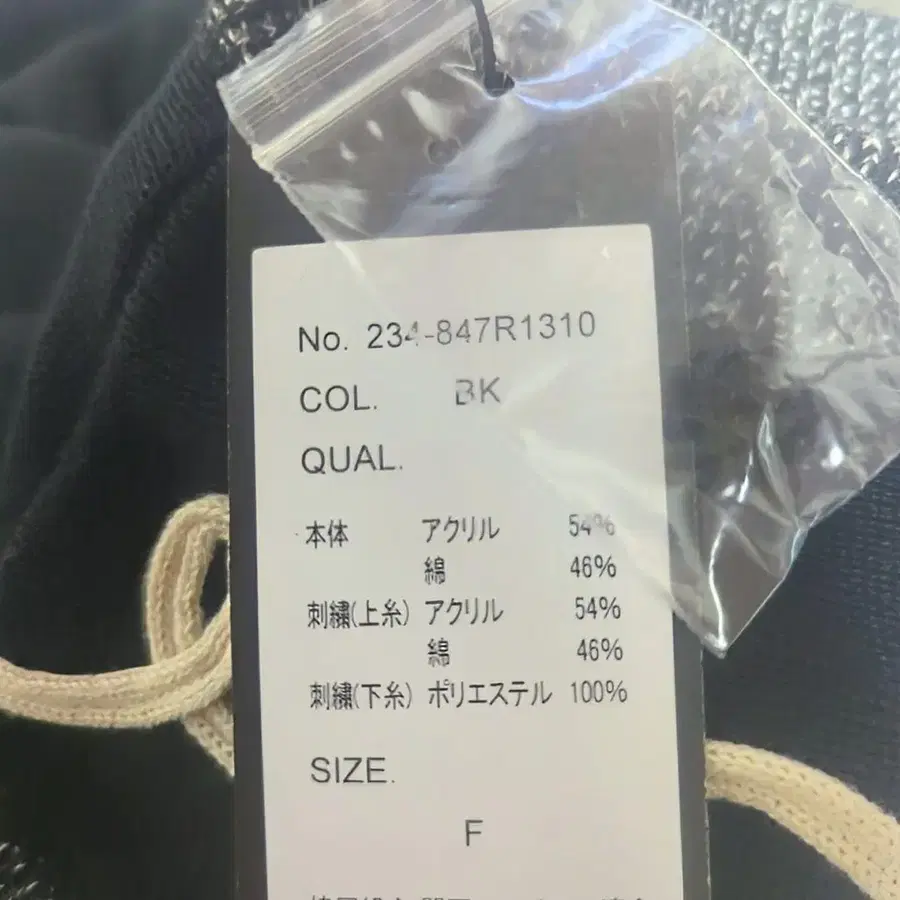 No. 234-847R1310
COL. BK
QUAL.
本体 アクリル 54%
綿 46%
刺繍(上糸) アクリル 54%
綿 46%
刺繍(下糸) ポリエステル 100%
SIZE.
F